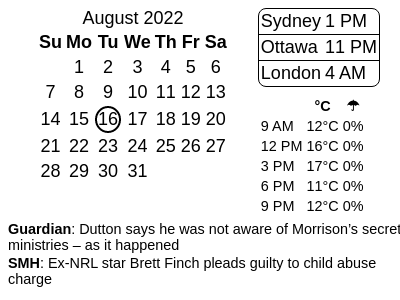 August 2022
Su Mo Tu We Th Fr Sa
1 2 3 4 5 6
7 8 9 10 11 12 13
14 15 16 17 18 19 20
21 22 23 24 25 26 27
28 29 30 31
Sydney 1 PM
Ottawa 11 PM
London 4 AM
°C ☂
9 AM 12°C 0%
12 PM 16°C 0%
3 PM 17°C 0%
6 PM 11°C 0%
9 PM 12°C 0%
Guardian: Dutton says he was not aware of Morrison’s secret
ministries – as it happened
SMH: Ex-NRL star Brett Finch pleads guilty to child abuse
charge